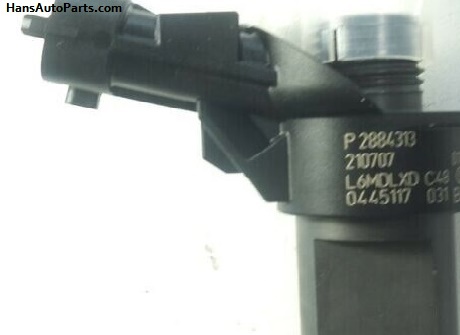 HansAutoParts.com
P 2884313
210707
L6MDLXD C48
0445117 031